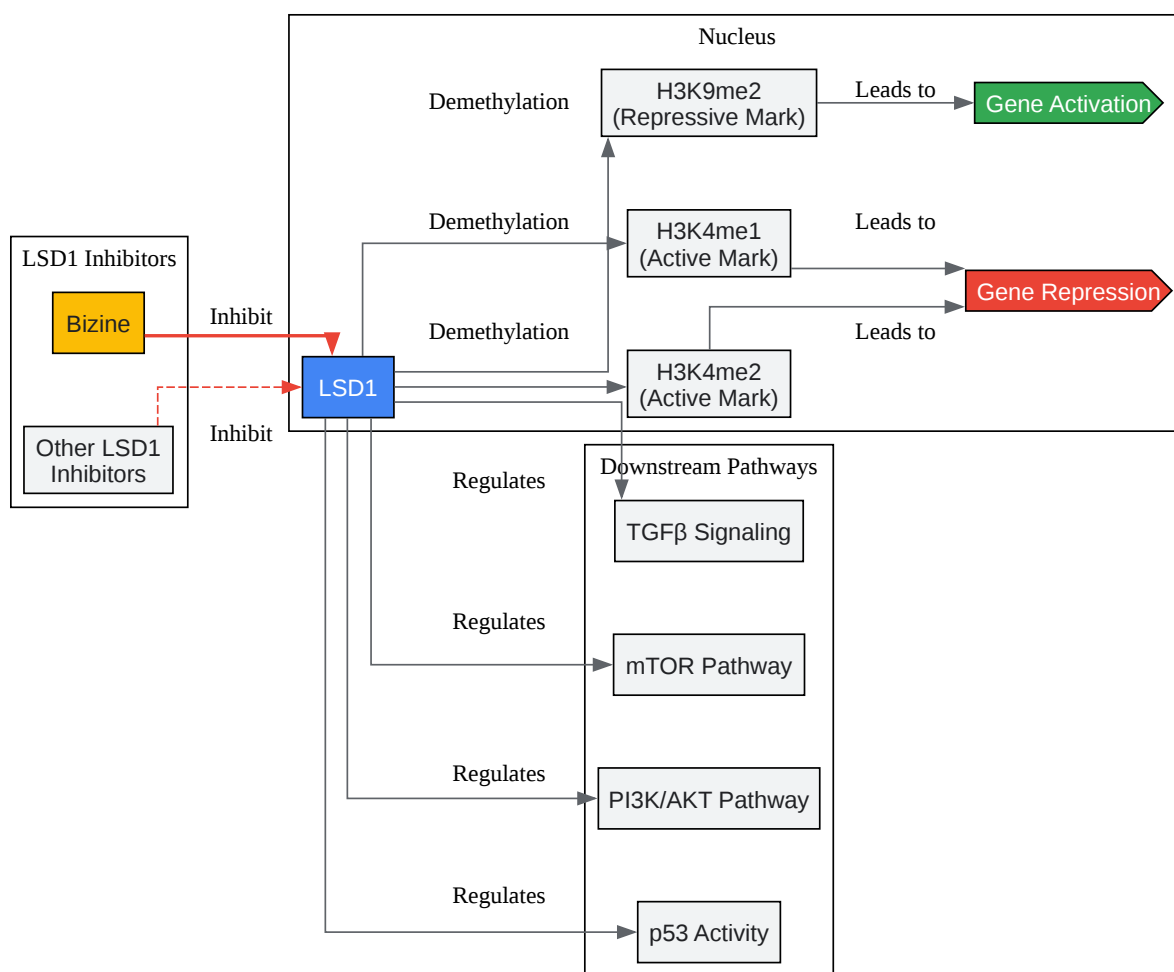 Nucleus
Demethylation
H3K9me2
(Repressive Mark)
Leads to
Gene Activation
Demethylation
H3K4me1
(Active Mark)
Leads to
LSD1 Inhibitors
Bizine
Inhibit
Gene Repression
Demethylation
Leads to
LSD1
H3K4me2
(Active Mark)
Other LSD1
Inhibitors
Inhibit
Downstream Pathways
Regulates
TGFβ Signaling
Regulates
mTOR Pathway
Regulates
PI3K/AKT Pathway
Regulates
p53 Activity